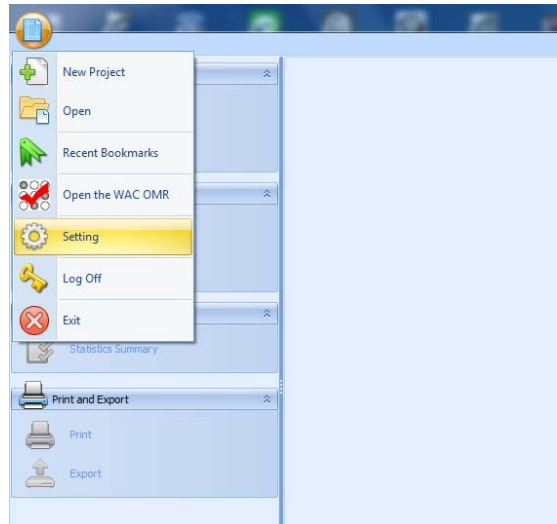 New Project
Open
Recent Bookmarks
Open the WAC OMR
Setting
Log Off
Exit
Statistics Summary
Print and Export
Print
Export